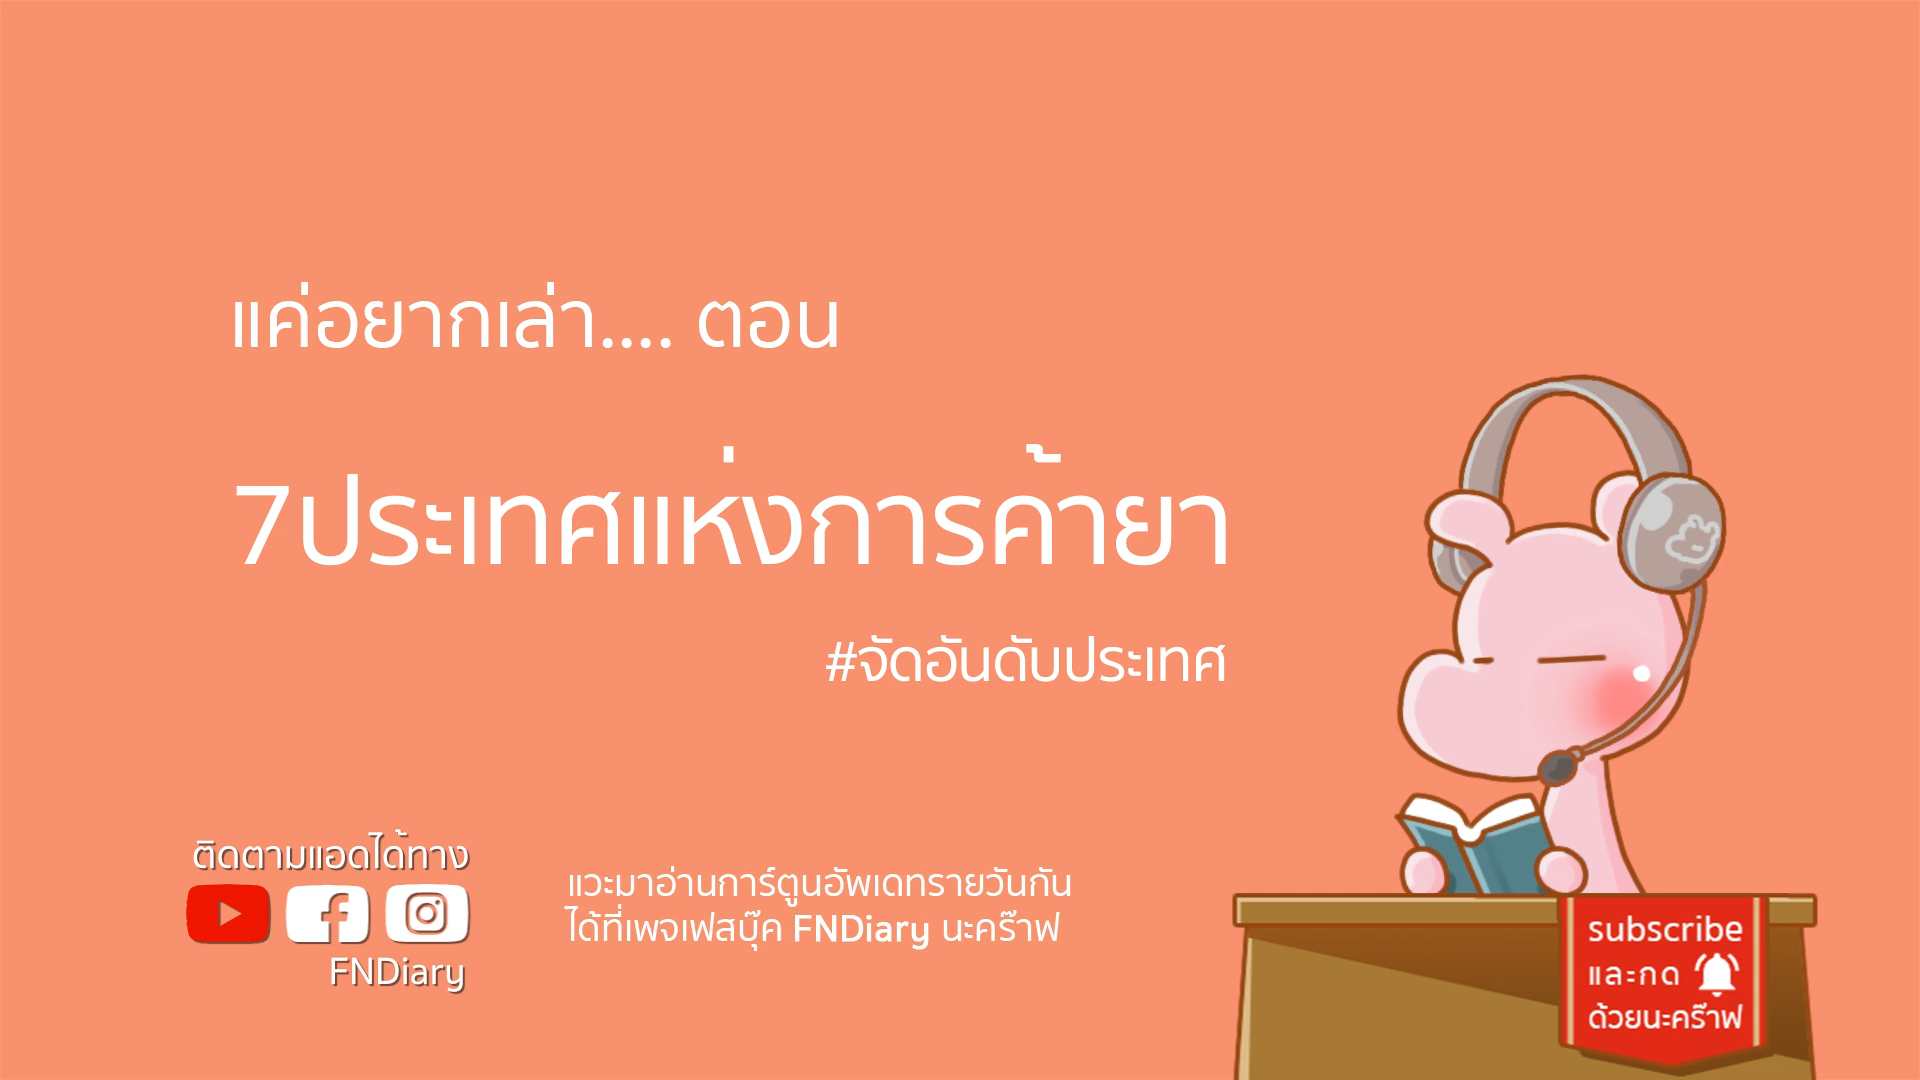 แค่อยากเล่า.... ตอน
7ประเทศแห่งการค้ายา
#จัดอันดับประเทศ
ติดตามแอดได้ทาง
FNDiary
แวะมาอ่านการ์ตูนอัพเดทรายวันกัน
ได้ที่เพจเฟสบุ๊ค FNDiary นะคร๊าฟ
subscribe
และกด
ด้วยนะคร๊าฟ